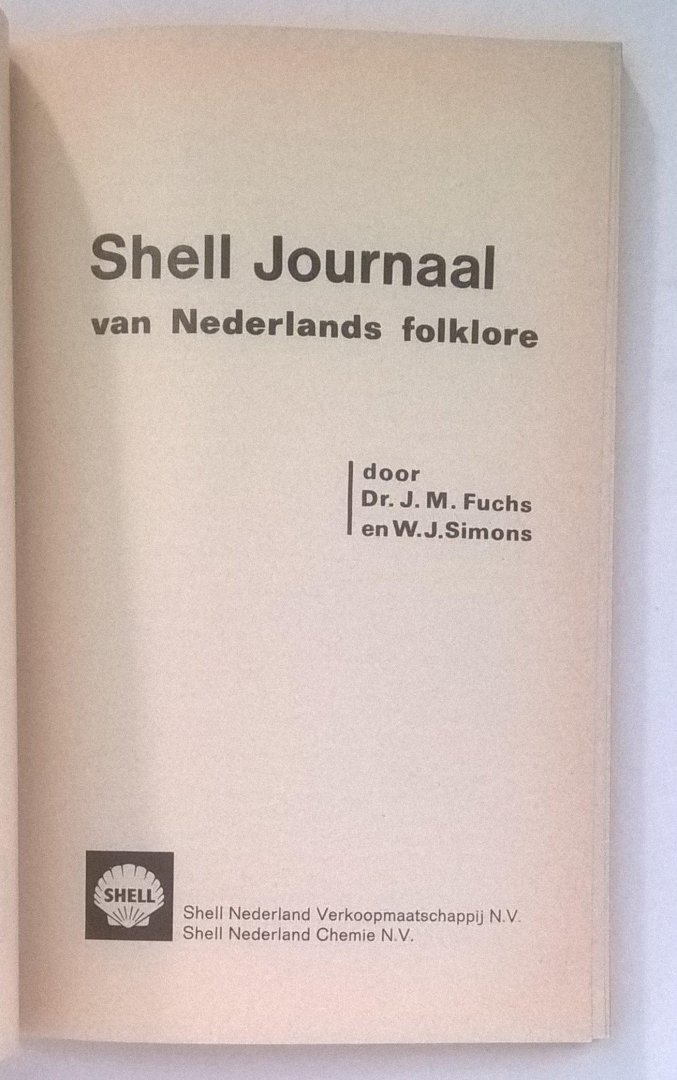 Shell Journaal
van Nederlands folklore
door
Dr. J. M. Fuchs
en W.J.Simons
SHELL
Shell Nederland Verkoopmaatschappij N.V.
Shell Nederland Chemie N.V.